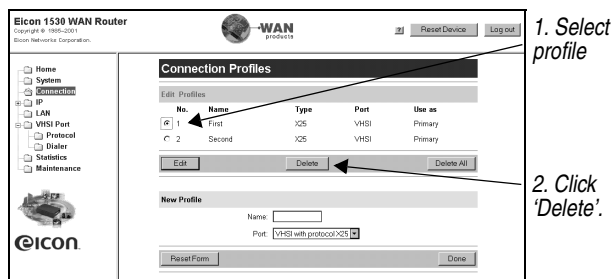 Eicon 1530 WAN Router
Copyright © 1995-2001
Eicon Networks Corporation.
WAN
products
?
Reset Device
Log out
Home
System
Connection
IP
LAN
VHSI Port
Protocol
Dialer
Statistics
Maintenance
eicon
Connection Profiles
Edit Profiles
No. Name Type Port Use as
1 First X25 VHSI Primary
2 Second X25 VHSI Primary
Edit Delete Delete All
New Profile
Name:
Port: VHSI with protocol X25
Reset Form Done
1. Select
profile
2. Click
'Delete'.